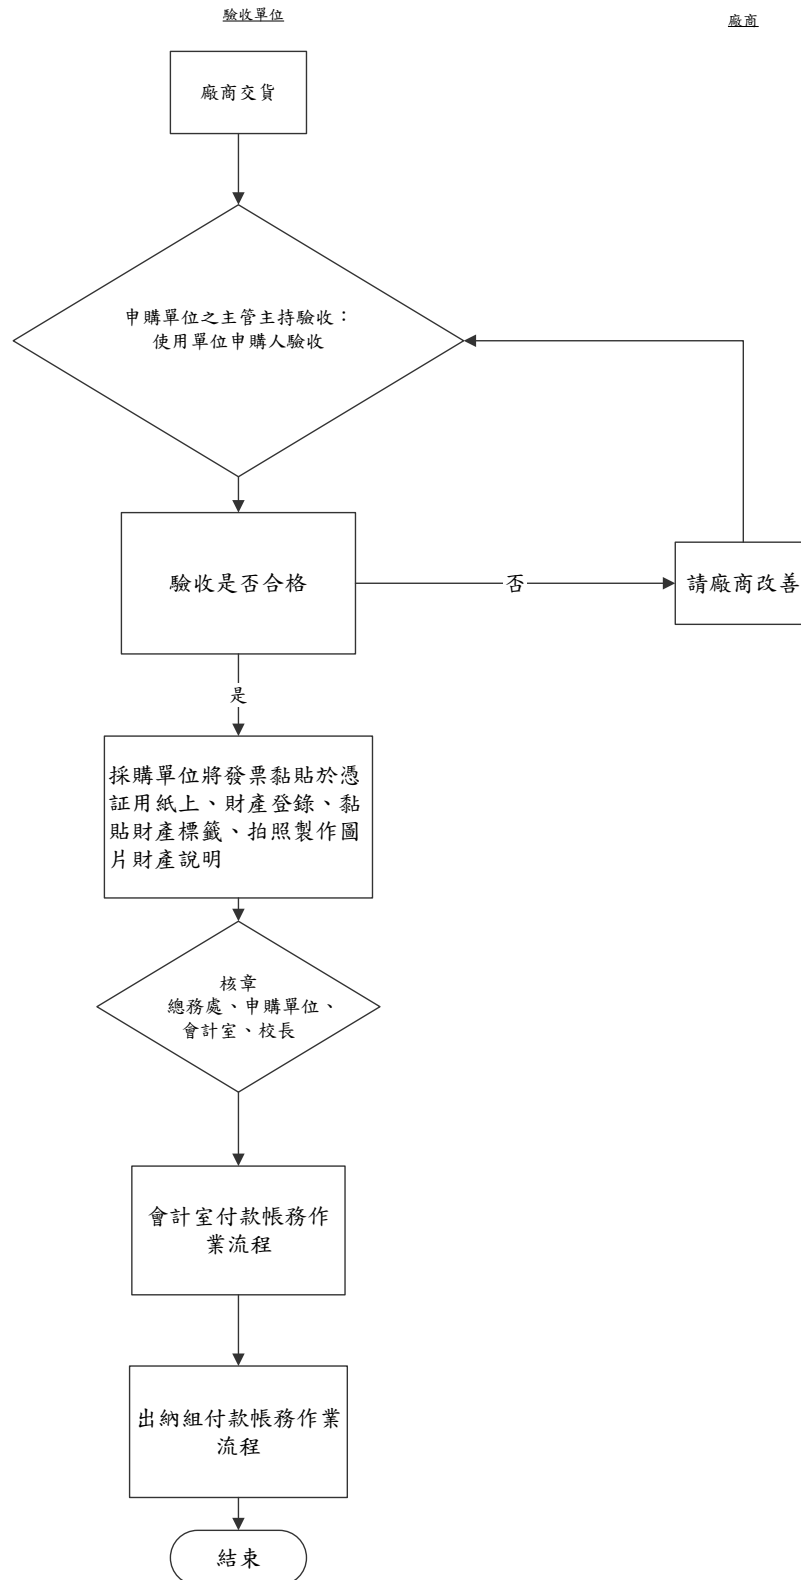 驗收單位
廠商
廠商交貨
申購單位之主管主持驗收：
使用單位申購人驗收
驗收是否合格
否
請廠商改善
是
採購單位將發票黏貼於憑
証用紙上、財產登錄、黏
貼財產標籤、拍照製作圖
片財產說明
核章
總務處、申購單位、
會計室、校長
會計室付款帳務作
業流程
出納組付款帳務作業
流程
結束